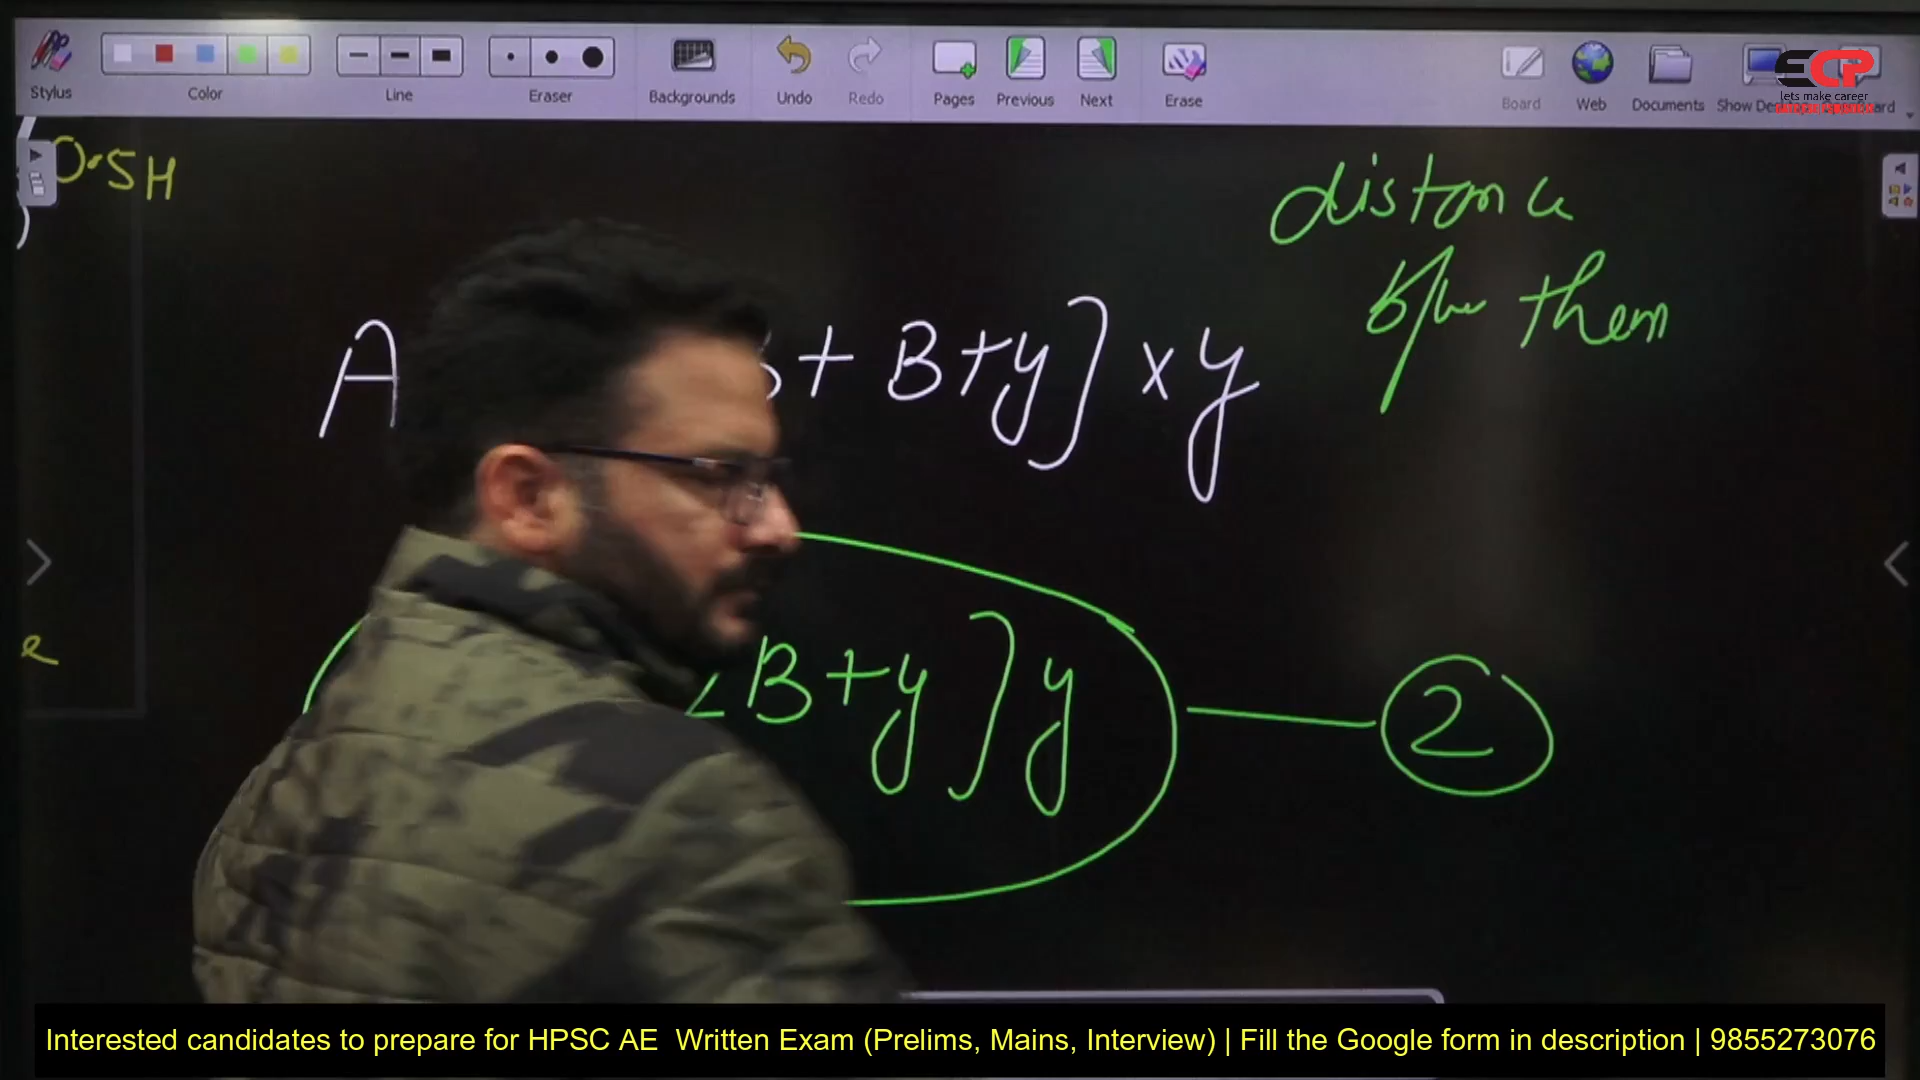 Stylus Color Line Eraser Backgrounds Undo Redo Pages Previous Next Erase Board Web Documents Show
ECP
lets make career
0.5H
distance
b/w them
A + B + y] x y
B + y ] y
2
Interested candidates to prepare for HPSC AE Written Exam (Prelims, Mains, Interview) | Fill the Google form in description | 9855273076